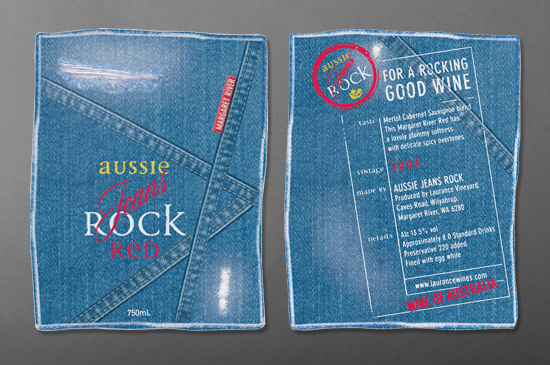 MARGARET RIVER
aussie
Jeans
ROCK
RED
750mL
aussie
ROCK
FOR A ROCKING
GOOD WINE
taste
Merlot Cabernet Sauvignon blend
This Margaret River Red has
a lovely plummy softness
with delicate spicy overtones
vintage
made by
AUSSIE JEANS ROCK
Produced by Laurance Vineyard,
Caves Road, Wilyabrup,
Margaret River, WA 6280
details
Alc 13.5% vol
Approximately 8.0 Standard Drinks
Preservative 220 added
Fined with egg white
www.laurancewines.com
WINE OF AUSTRALIA